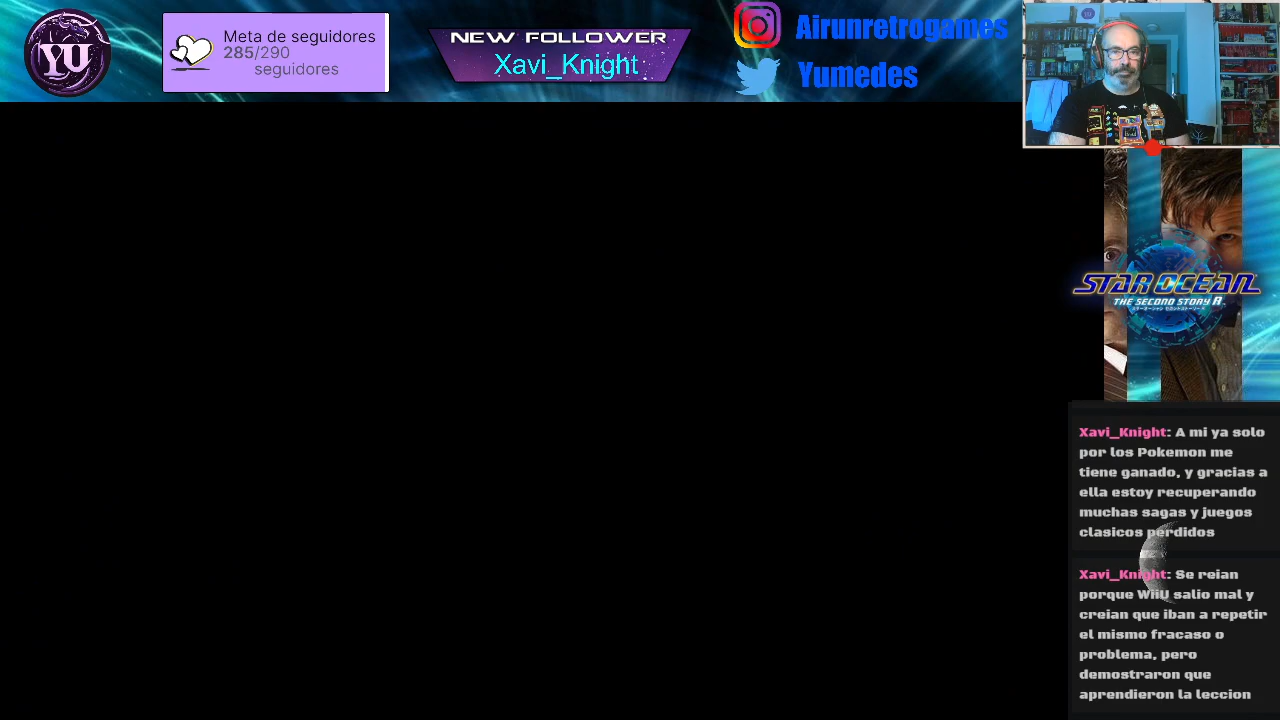 YU
Meta de seguidores
285/290
seguidores
NEW FOLLOWER
Xavi_Knight
Airunretrogames
Yumedes
STAR OCEAN
THE SECOND STORY R
Xavi_Knight: A mi ya solo
por los Pokemon me
tiene ganado, y gracias a
ella estoy recuperando
muchas sagas y juegos
clasicos perdidos
Xavi_Knight: Se reian
porque WiiU salio mal y
creian que iban a repetir
el mismo fracaso o
problema, pero
demostraron que
aprendieron la leccion